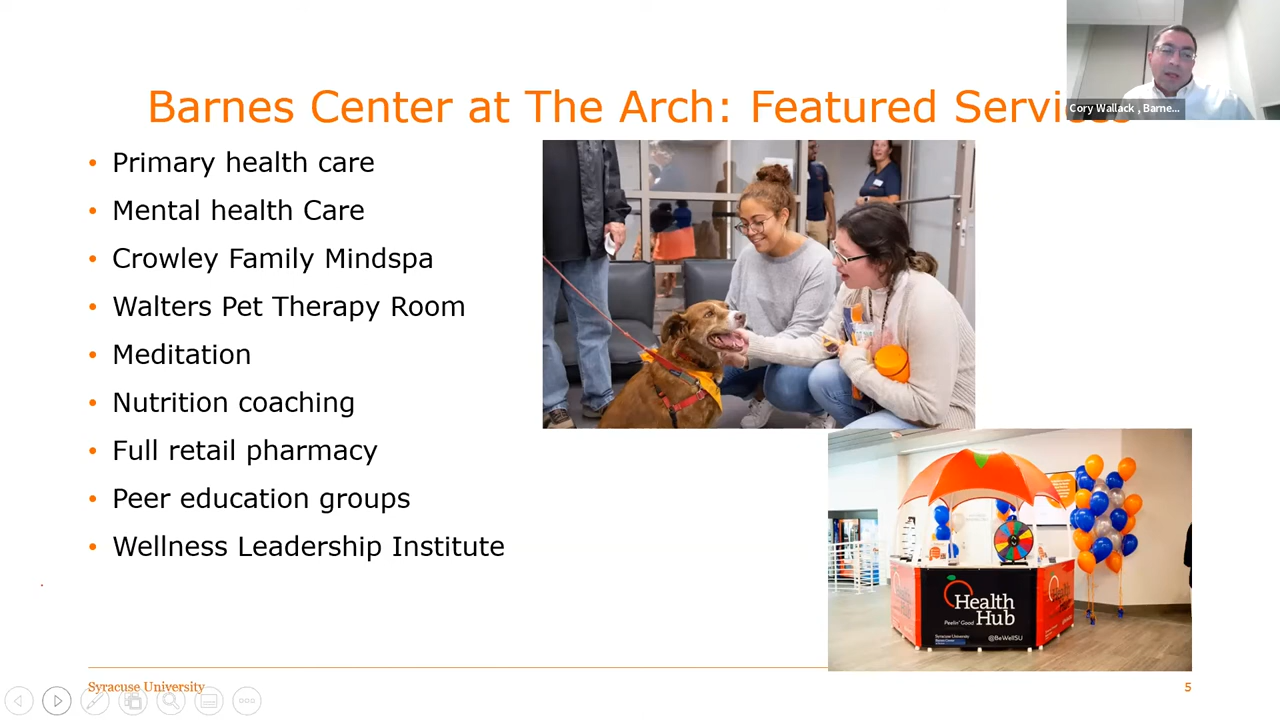 Barnes Center at The Arch: Featured Services
Cory Wallack , Barne...
• Primary health care
• Mental health Care
• Crowley Family Mindspa
• Walters Pet Therapy Room
• Meditation
• Nutrition coaching
• Full retail pharmacy
• Peer education groups
• Wellness Leadership Institute
Health
Hub
Peelin' Good
Syracuse University
Barnes Center
@BeWellSU
Syracuse University
5